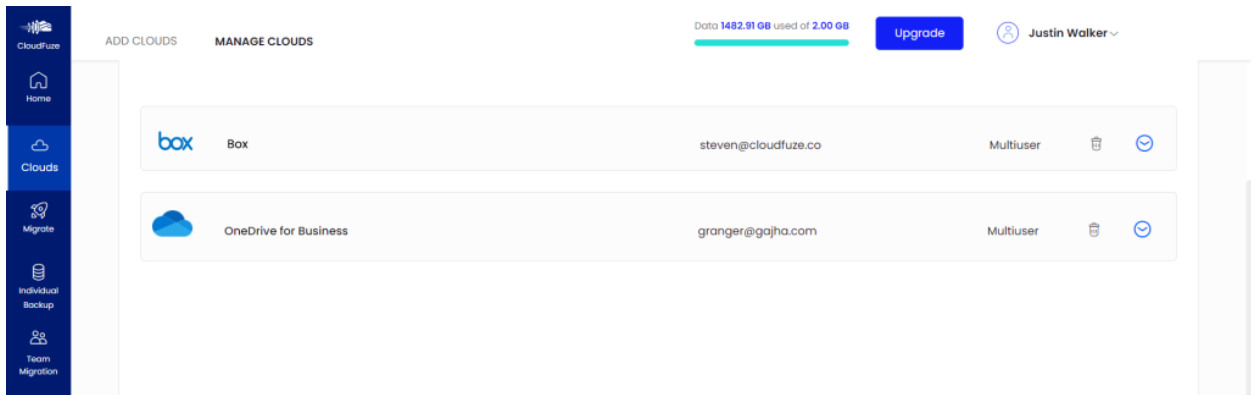 CloudFuze
ADD CLOUDS
MANAGE CLOUDS
Data 1482.91 GB used of 2.00 GB
Upgrade
Justin Walker
Home
Clouds
Migrate
Individual
Backup
Team
Migration
box
Box
steven@cloudfuze.co
Multiuser
OneDrive for Business
granger@gajha.com
Multiuser